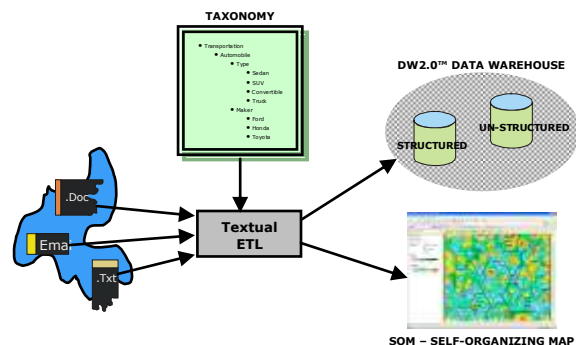 TAXONOMY
• Transportation
• Automobile
• Type
• Sedan
• SUV
• Convertible
• Truck
• Maker
• Ford
• Honda
• Toyota
DW2.0™ DATA WAREHOUSE
STRUCTURED
UN-STRUCTURED
.Doc
Ema
.Txt
Textual
ETL
SOM – SELF-ORGANIZING MAP